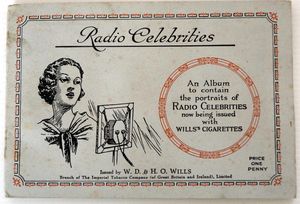 Radio Celebrities
An Album
to contain
the portraits of
RADIO CELEBRITIES
now being issued
with
WILLS'S CIGARETTES
PRICE
ONE
PENNY
Issued by W. D. & H. O. WILLS
Branch of The Imperial Tobacco Company (of Great Britain and Ireland), Limited